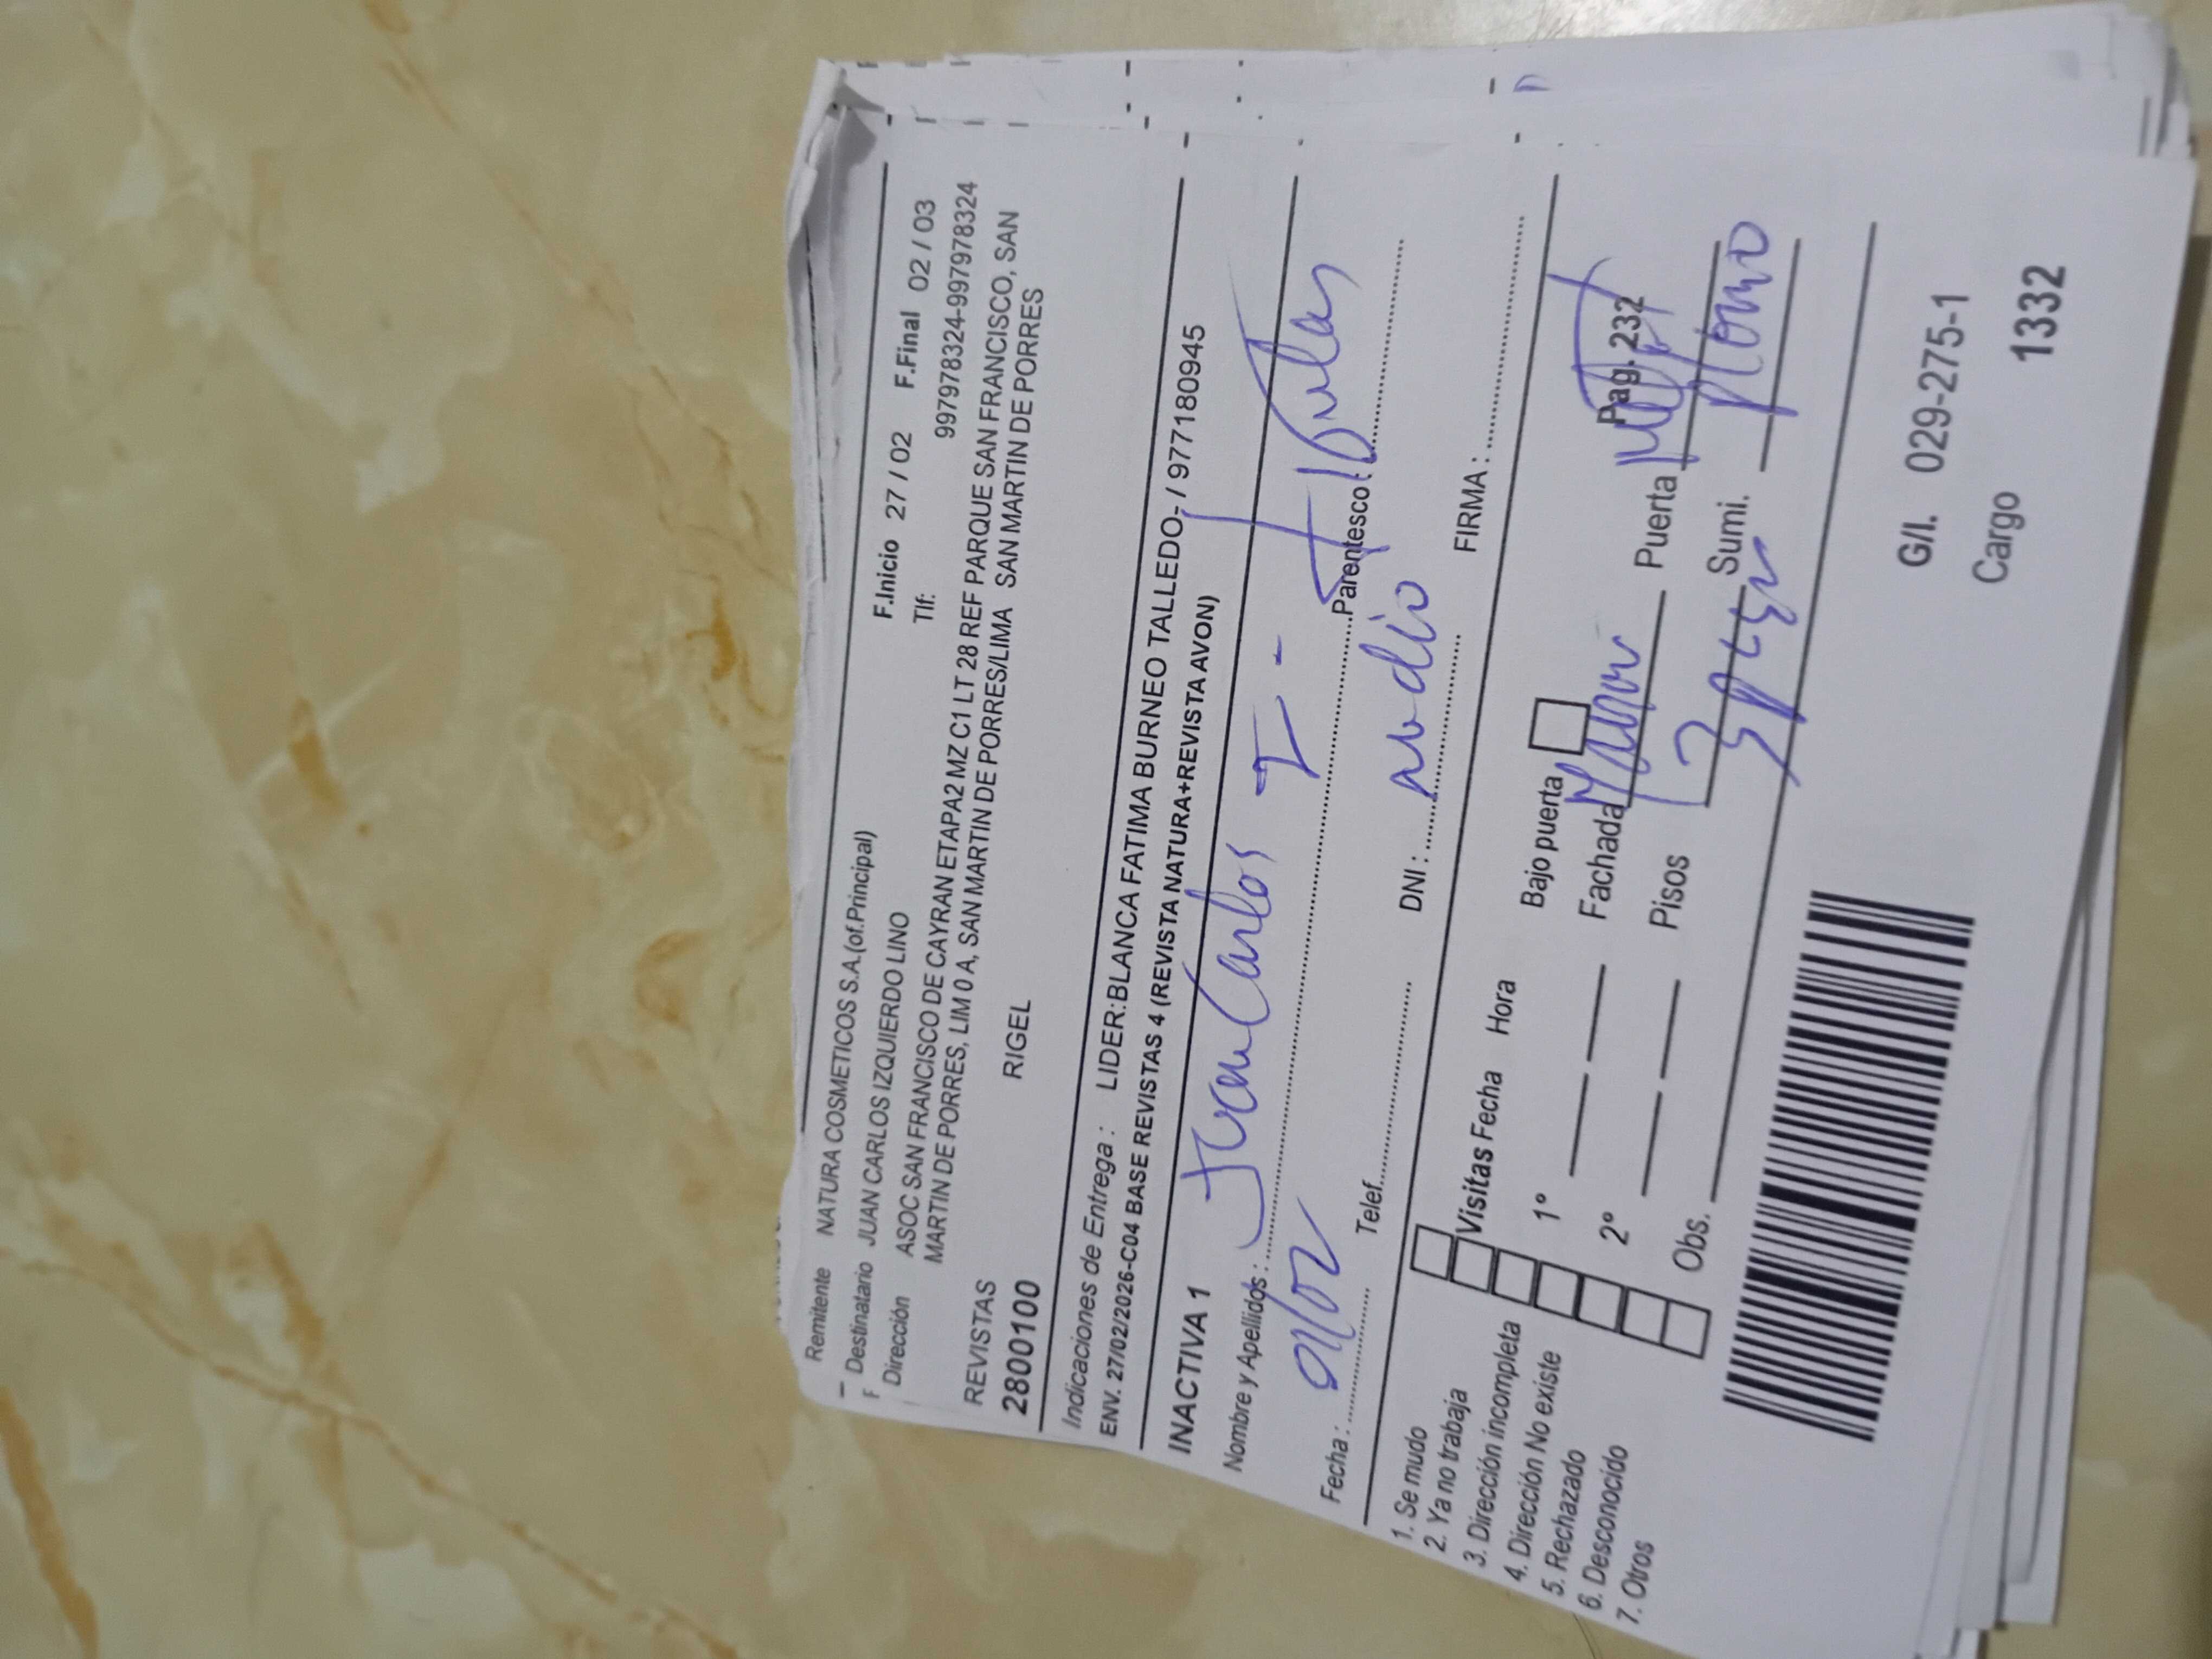 Remitente NATURA COSMETICOS S.A.(of.Principal)
Destinatario JUAN CARLOS IZQUIERDO LINO F.Inicio 27 / 02 F.Final 02 / 03
Dirección ASOC SAN FRANCISCO DE CAYRAN ETAPA2 MZ C1 LT 28 REF PARQUE SAN FRANCISCO, SAN Tlf: 997978324-997978324
MARTIN DE PORRES, LIM 0 A, SAN MARTIN DE PORRES/LIMA SAN MARTIN DE PORRES
REVISTAS
2800100 RIGEL
Indicaciones de Entrega : LIDER:BLANCA FATIMA BURNEO TALLEDO- / 977180945
ENV. 27/02/2026-C04 BASE REVISTAS 4 (REVISTA NATURA+REVISTA AVON)
INACTIVA 1
Nombre y Apellidos : Juan Carlos I - Parentesco :
Fecha : Telef. DNI : FIRMA :
1. Se mudo
2. Ya no trabaja
3. Dirección incompleta
4. Dirección No existe
5. Rechazado
6. Desconocido
7. Otros
Visitas Fecha Hora Bajo puerta
1º Fachada Puerta Pag. 232
2º Pisos Sumi. plomo
Obs.
G/I. 029-275-1
Cargo 1332